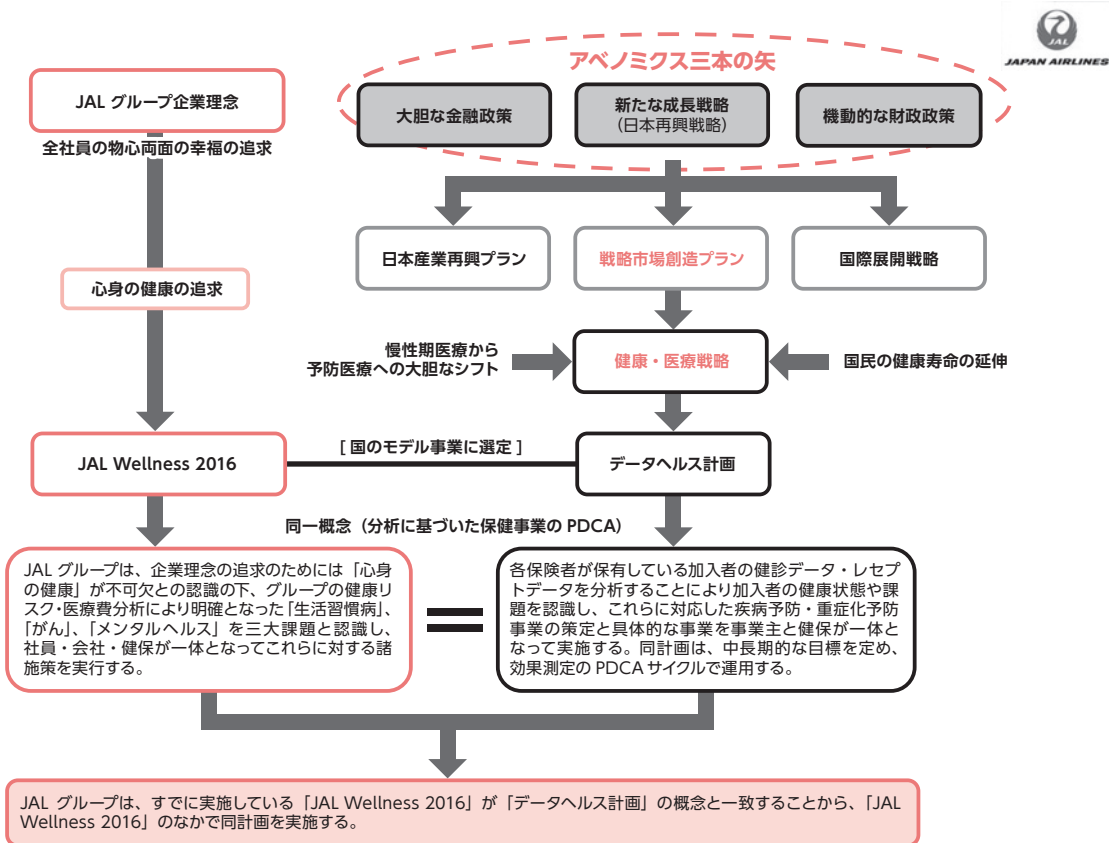 JAL
JAPAN AIRLINES
アベノミクス三本の矢
JAL グループ企業理念
全社員の物心両面の幸福の追求
大胆な金融政策
新たな成長戦略
(日本再興戦略)
機動的な財政政策
日本産業再興プラン
戦略市場創造プラン
国際展開戦略
心身の健康の追求
慢性期医療から
予防医療への大胆なシフト
健康・医療戦略
国民の健康寿命の延伸
JAL Wellness 2016
[ 国のモデル事業に選定 ]
データヘルス計画
同一概念（分析に基づいた保健事業の PDCA）
JAL グループは、企業理念の追求のためには「心身
の健康」が不可欠との認識の下、グループの健康リ
スク・医療費分析により明確となった「生活習慣病」、
「がん」、「メンタルヘルス」を三大課題と認識し、
社員・会社・健保が一体となってこれらに対する諸
施策を実行する。
各保険者が保有している加入者の健診データ・レセプ
トデータを分析することにより加入者の健康状態や課
題を認識し、これらに対応した疾病予防・重症化予防
事業の策定と具体的な事業を事業主と健保が一体と
なって実施する。同計画は、中長期的な目標を定め、
効果測定の PDCA サイクルで運用する。
JAL グループは、すでに実施している「JAL Wellness 2016」が「データヘルス計画」の概念と一致することから、「JAL
Wellness 2016」のなかで同計画を実施する。